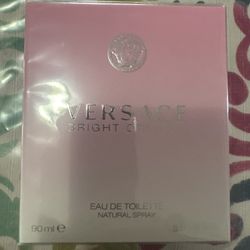 VERSACE
BRIGHT
EAU DE TOILETTE
NATURAL SPRAY
90 ml e